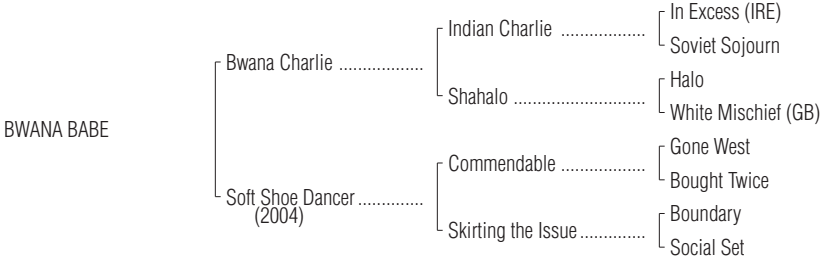 In Excess (IRE)
Indian Charlie ..................
Soviet Sojourn
Bwana Charlie ..................
Halo
Shahalo ............................
White Mischief (GB)
BWANA BABE
Gone West
Commendable ..................
Bought Twice
Soft Shoe Dancer ..............
(2004)
Boundary
Skirting the Issue ..............
Social Set